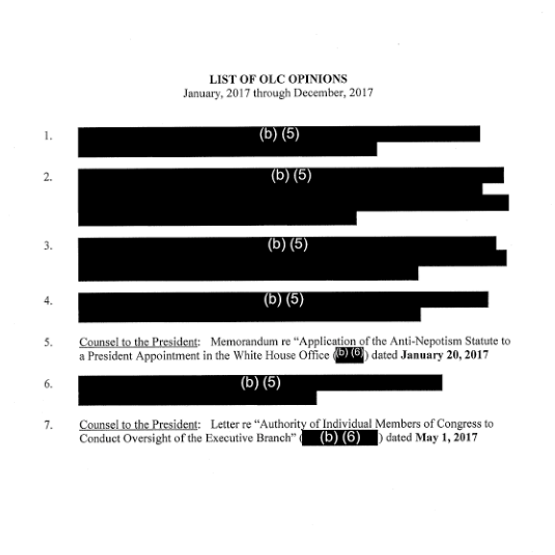 LIST OF OLC OPINIONS
January, 2017 through December, 2017
1. (b) (5)
2. (b) (5)
3. (b) (5)
4. (b) (5)
5. Counsel to the President: Memorandum re “Application of the Anti-Nepotism Statute to
a President Appointment in the White House Office ((b) (6)) dated January 20, 2017
6. (b) (5)
7. Counsel to the President: Letter re “Authority of Individual Members of Congress to
Conduct Oversight of the Executive Branch” ( (b) (6) ) dated May 1, 2017